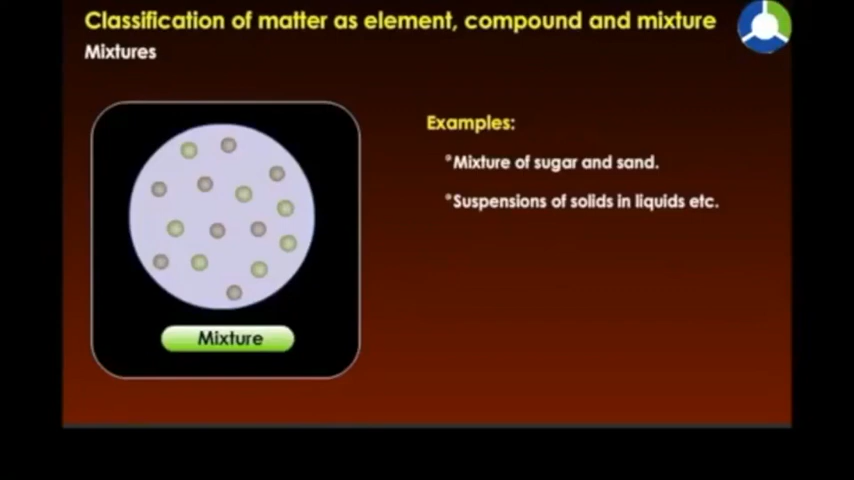 Classification of matter as element, compound and mixture
Mixtures
Examples:
*Mixture of sugar and sand.
*Suspensions of solids in liquids etc.
Mixture